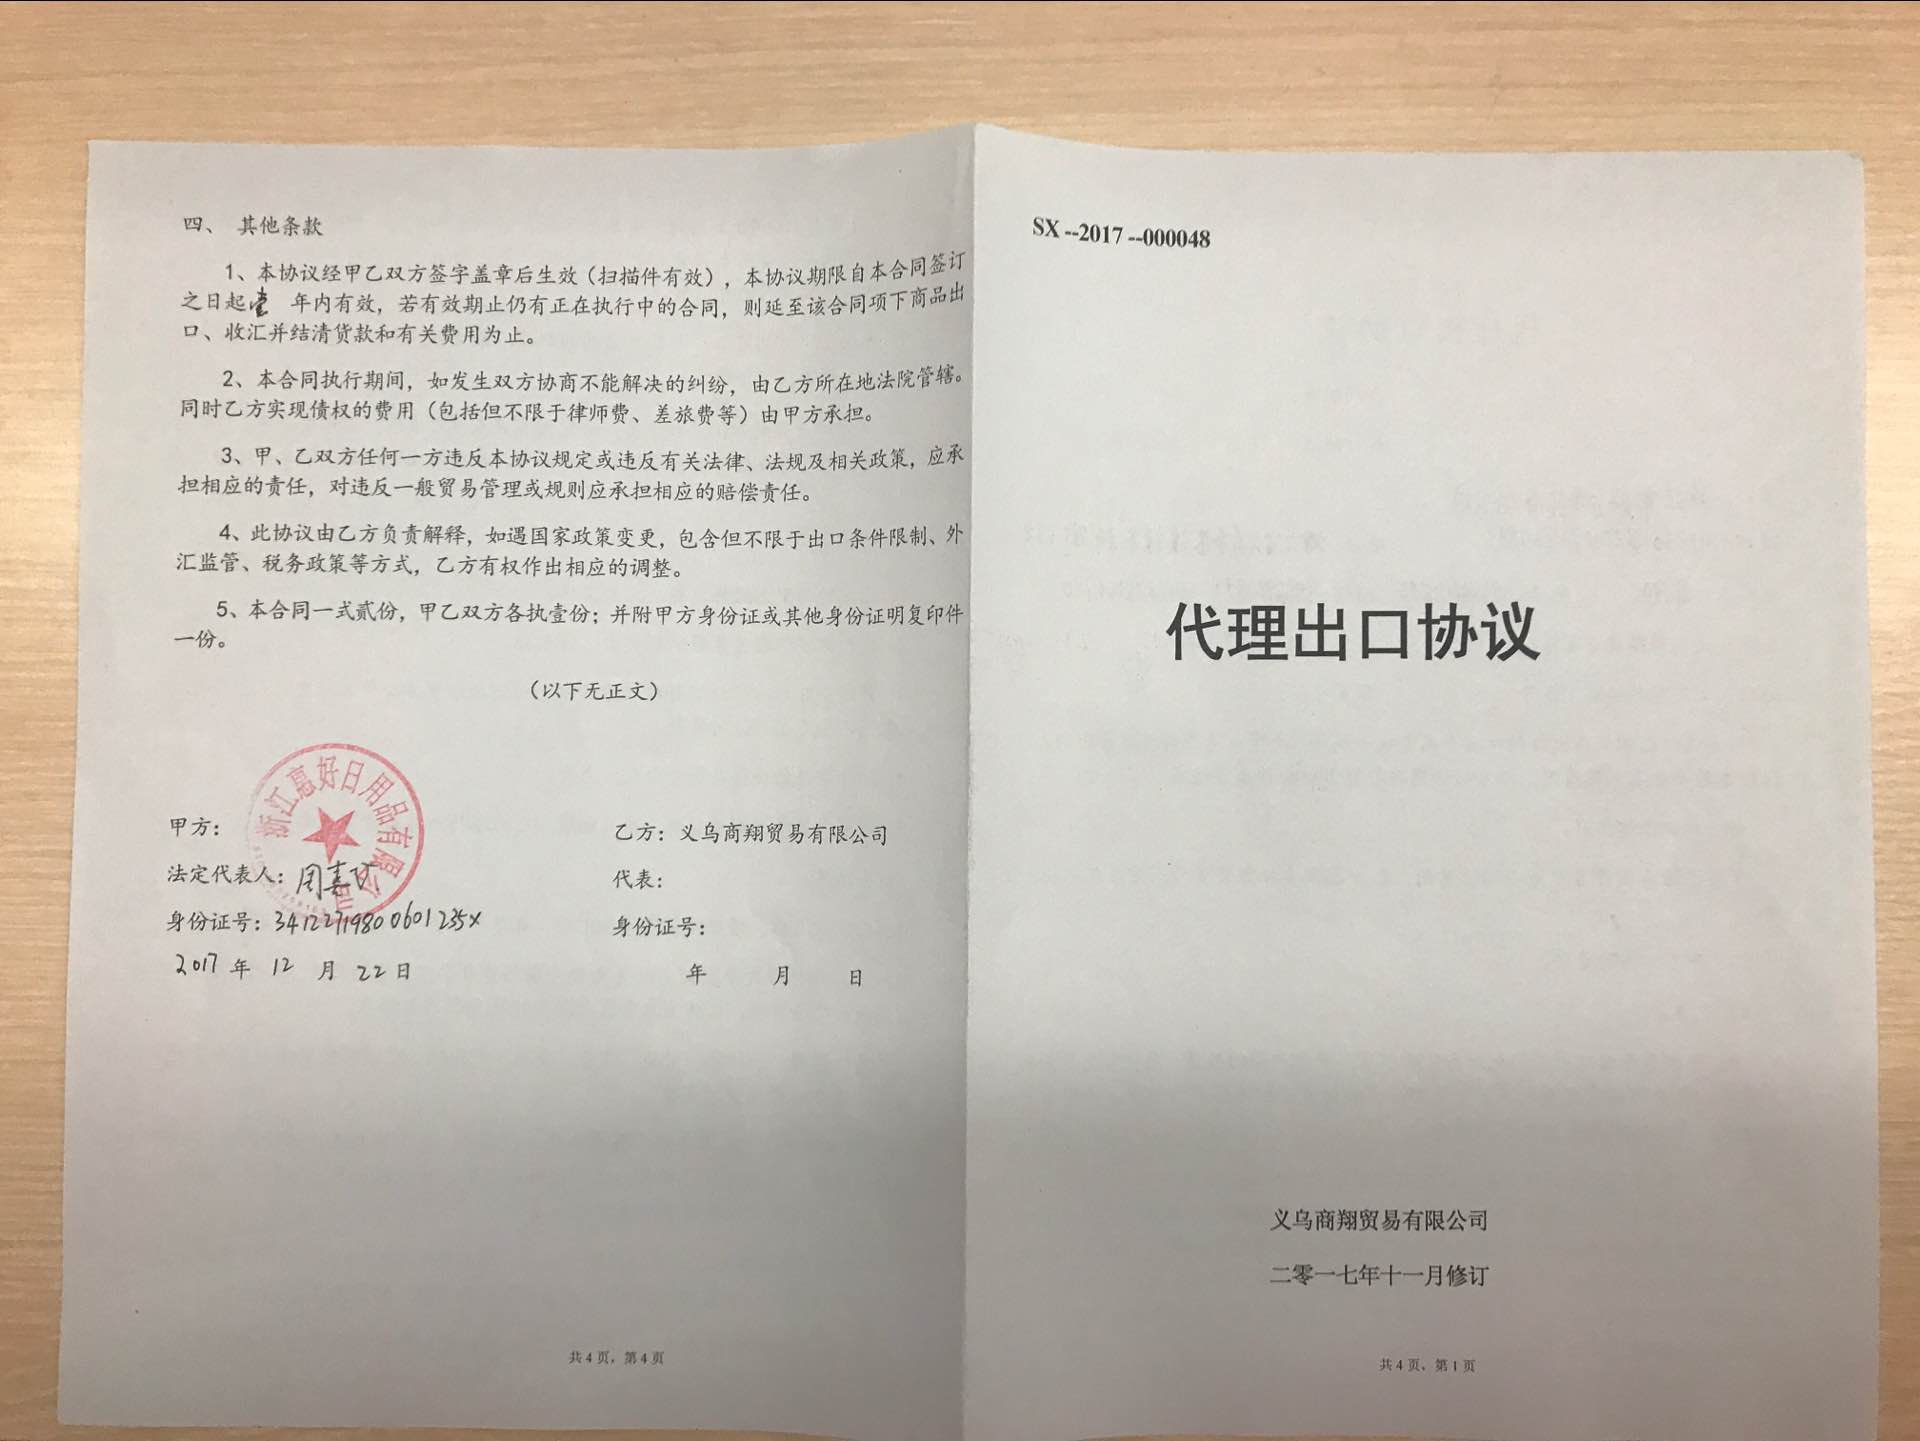 四、 其他条款
1、本协议经甲乙双方签字盖章后生效（扫描件有效），本协议期限自本合同签订
之日起壹 年内有效，若有效期止仍有正在执行中的合同，则延至该合同项下商品出
口、收汇并结清货款和有关费用为止。
2、本合同执行期间，如发生双方协商不能解决的纠纷，由乙方所在地法院管辖。
同时乙方实现债权的费用（包括但不限于律师费、差旅费等）由甲方承担。
3、甲、乙双方任何一方违反本协议规定或违反有关法律、法规及相关政策，应承
担相应的责任，对违反一般贸易管理或规则应承担相应的赔偿责任。
4、此协议由乙方负责解释，如遇国家政策变更，包含但不限于出口条件限制、外
汇监管、税务政策等方式，乙方有权作出相应的调整。
5、本合同一式贰份，甲乙双方各执壹份；并附甲方身份证或其他身份证明复印件
一份。
（以下无正文）
甲方：
乙方：义乌商翔贸易有限公司
法定代表人：周
代表：
身份证号：
身份证号：
2017 年 12 月 22 日
年 月 日
浙江惠好日用品有限公司
共 4 页，第 4 页
SX--2017--000048
代理出口协议
义乌商翔贸易有限公司
二零一七年十一月修订
共 4 页，第 1 页